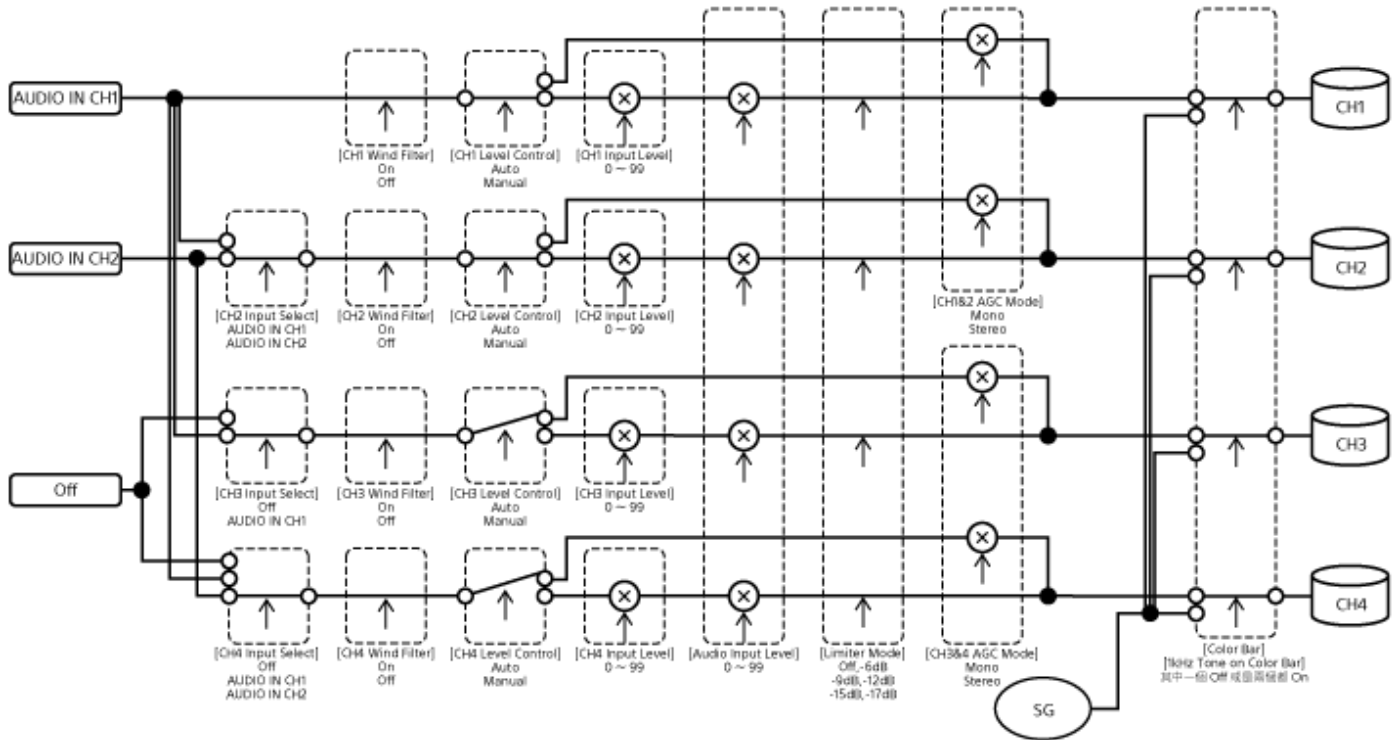 AUDIO IN CH1
CH1
[CH1 Wind Filter]
On
Off
[CH1 Level Control]
Auto
Manual
[CH1 Input Level]
0 ~ 99
AUDIO IN CH2
CH2
[CH2 Input Select]
AUDIO IN CH1
AUDIO IN CH2
[CH2 Wind Filter]
On
Off
[CH2 Level Control]
Auto
Manual
[CH2 Input Level]
0 ~ 99
[CH1&2 AGC Mode]
Mono
Stereo
CH3
Off
[CH3 Input Select]
Off
AUDIO IN CH1
[CH3 Wind Filter]
On
Off
[CH3 Level Control]
Auto
Manual
[CH3 Input Level]
0 ~ 99
CH4
[CH4 Input Select]
Off
AUDIO IN CH1
AUDIO IN CH2
[CH4 Wind Filter]
On
Off
[CH4 Level Control]
Auto
Manual
[CH4 Input Level]
0 ~ 99
[Audio Input Level]
0 ~ 99
[Limiter Mode]
Off,-6dB
-9dB,-12dB
-15dB,-17dB
[CH3&4 AGC Mode]
Mono
Stereo
[Color Bar]
[1kHz Tone on Color Bar]
其中一個 Off 或是兩個都 On
SG